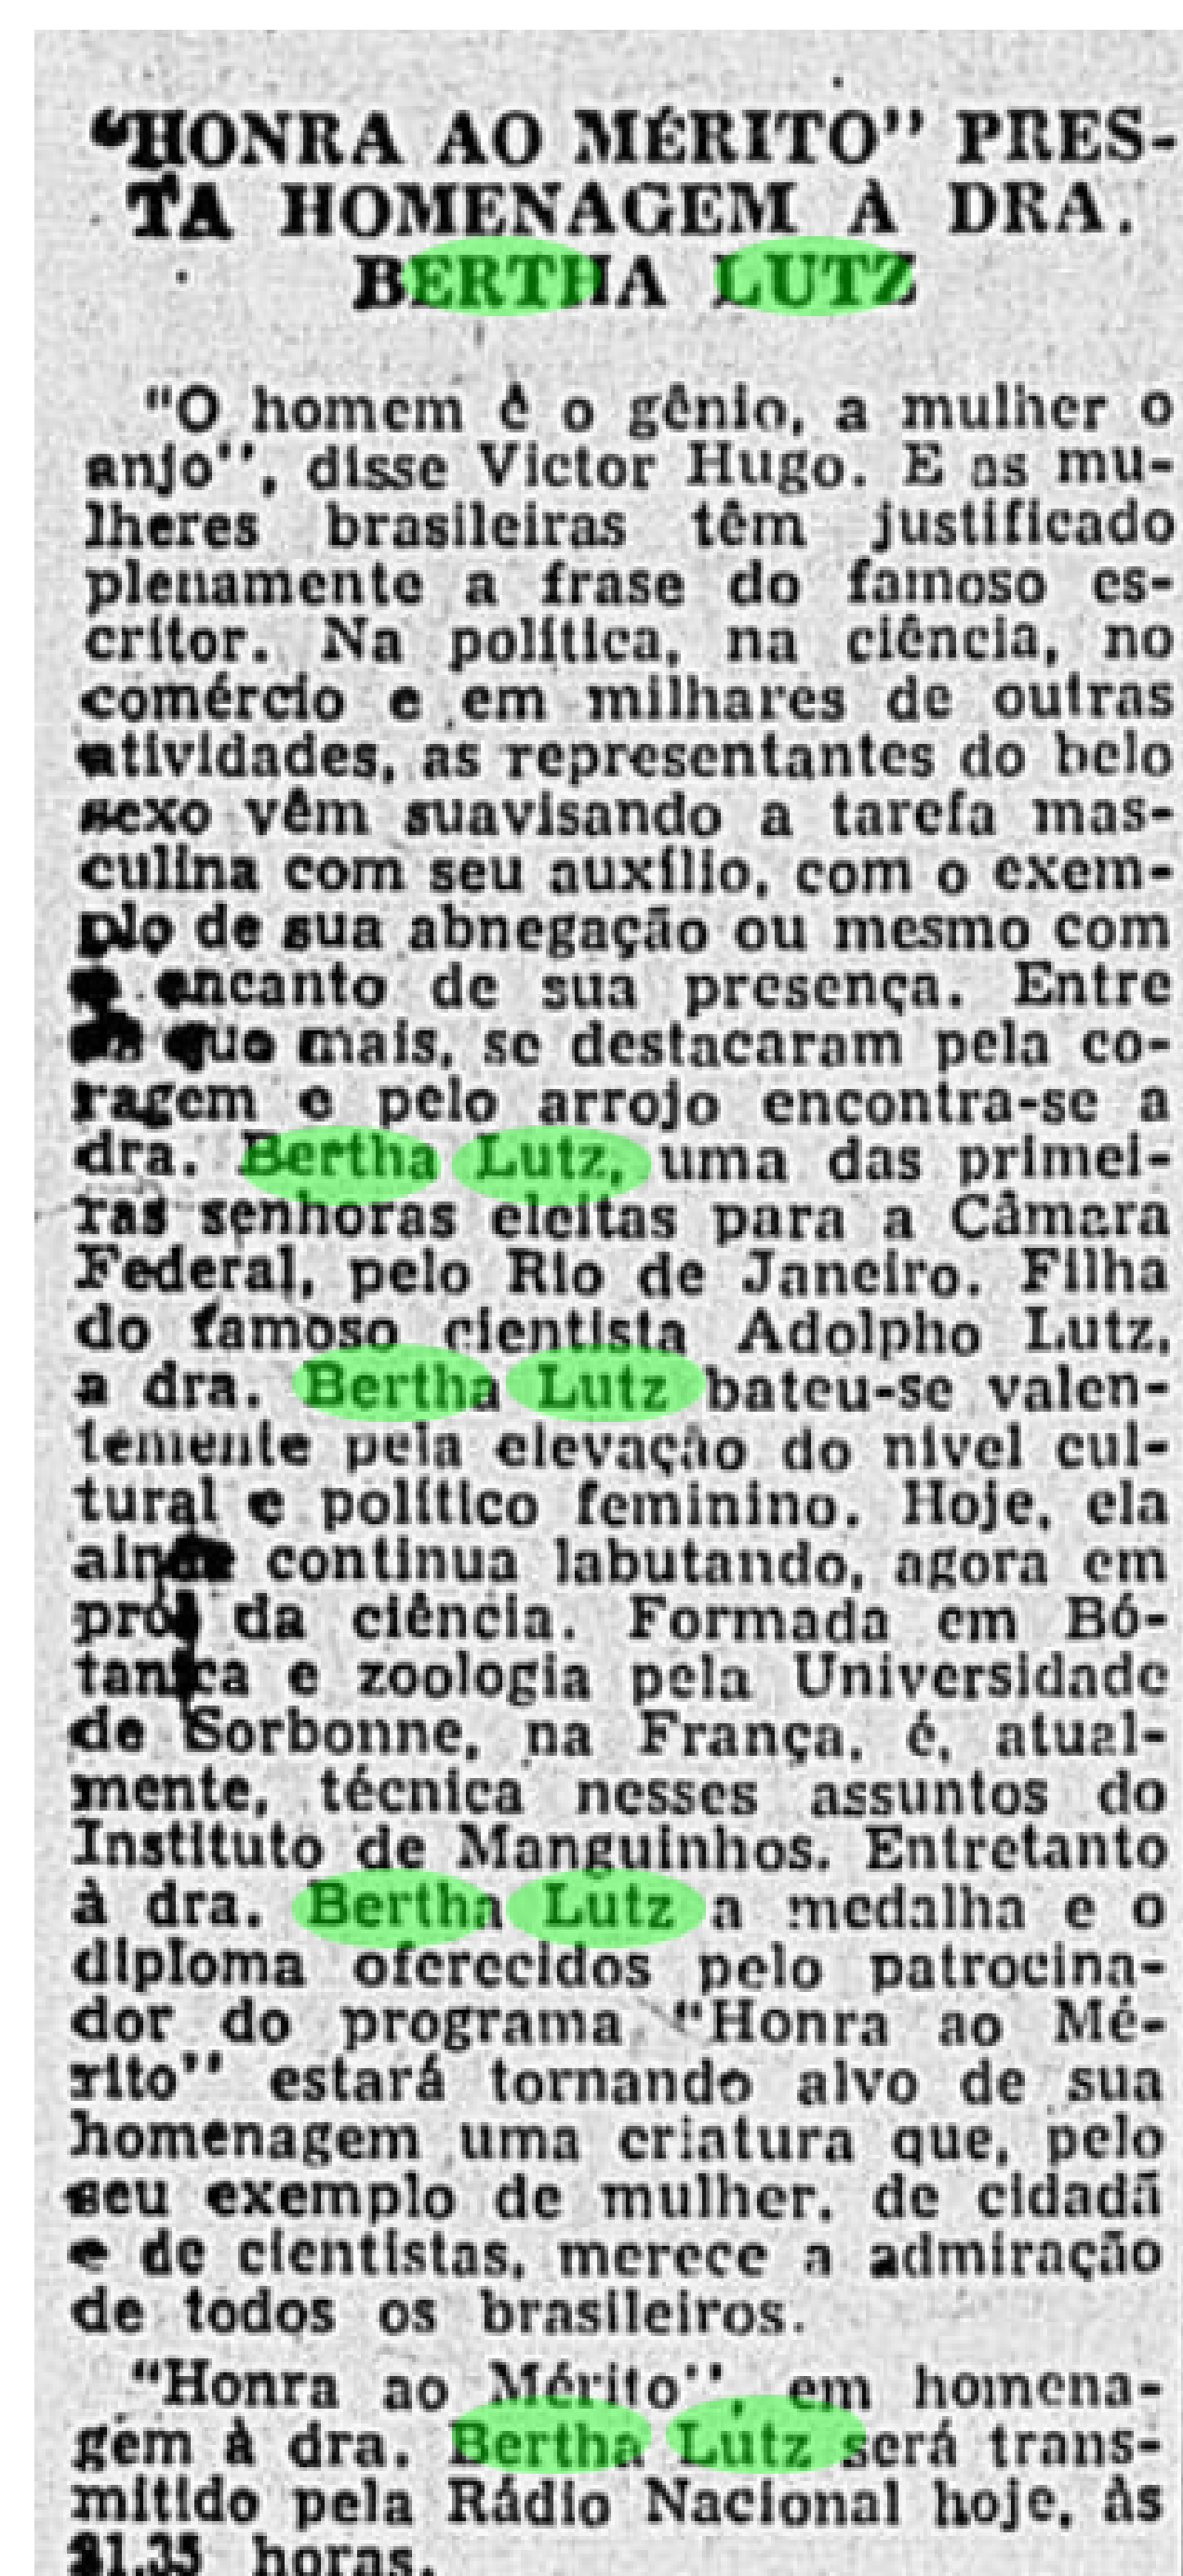 “HONRA AO MÉRITO” PRES-
TA HOMENAGEM À DRA.
BERTHA LUTZ
“O homem é o gênio, a mulher o
anjo”, disse Victor Hugo. E as mu-
lheres brasileiras têm justificado
plenamente a frase do famoso es-
critor. Na política, na ciência, no
comércio e em milhares de outras
atividades, as representantes do belo
sexo vêm suavisando a tarefa mas-
culina com seu auxílio, com o exem-
plo de sua abnegação ou mesmo com
encanto de sua presença. Entre
que mais, se destacaram pela co-
ragem e pelo arrojo encontra-se a
dra. Bertha Lutz, uma das primei-
ras senhoras eleitas para a Câmara
Federal, pelo Rio de Janeiro. Filha
do famoso cientista Adolpho Lutz,
a dra. Bertha Lutz bateu-se valen-
temente pela elevação do nivel cul-
tural e político feminino. Hoje, ela
ainda continua labutando, agora em
pról da ciência. Formada em Bó-
tanica e zoologia pela Universidade
de Sorbonne, na França, é, atual-
mente, técnica nesses assuntos do
Instituto de Manguinhos. Entretanto
à dra. Bertha Lutz a medalha e o
diploma oferecidos pelo patrocina-
dor do programa “Honra ao Mé-
rito” estará tornando alvo de sua
homenagem uma criatura que, pelo
seu exemplo de mulher, de cidadã
e de cientistas, merece a admiração
de todos os brasileiros.
“Honra ao Mérito”, em homena-
gem à dra. Bertha Lutz será trans-
mitido pela Rádio Nacional hoje, às
21,35 horas.